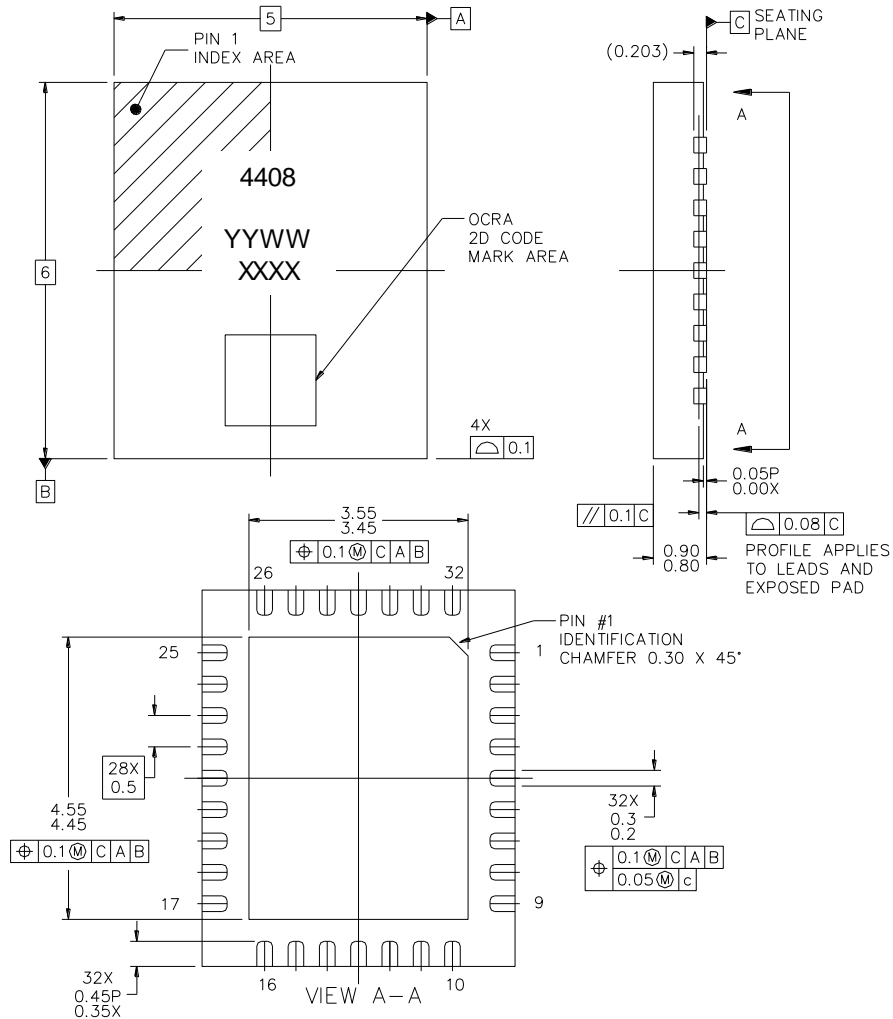 5
A
PIN 1
INDEX AREA
C SEATING
PLANE
(0.203)
A
4408
YYWW
XXXX
OCRA
2D CODE
MARK AREA
6
4X
⌓ 0.1
A
B
0.05P
0.00X
// 0.1 C
⌓ 0.08 C
0.90
0.80
PROFILE APPLIES
TO LEADS AND
EXPOSED PAD
3.55
3.45
⌖ 0.1 Ⓜ C A B
26
32
PIN #1
IDENTIFICATION
CHAMFER 0.30 X 45°
25
1
28X
0.5
4.55
4.45
⌖ 0.1 Ⓜ C A B
32X
0.3
0.2
⌖ 0.1 Ⓜ C A B
0.05 Ⓜ c
17
9
32X
0.45P
0.35X
16
10
VIEW A-A